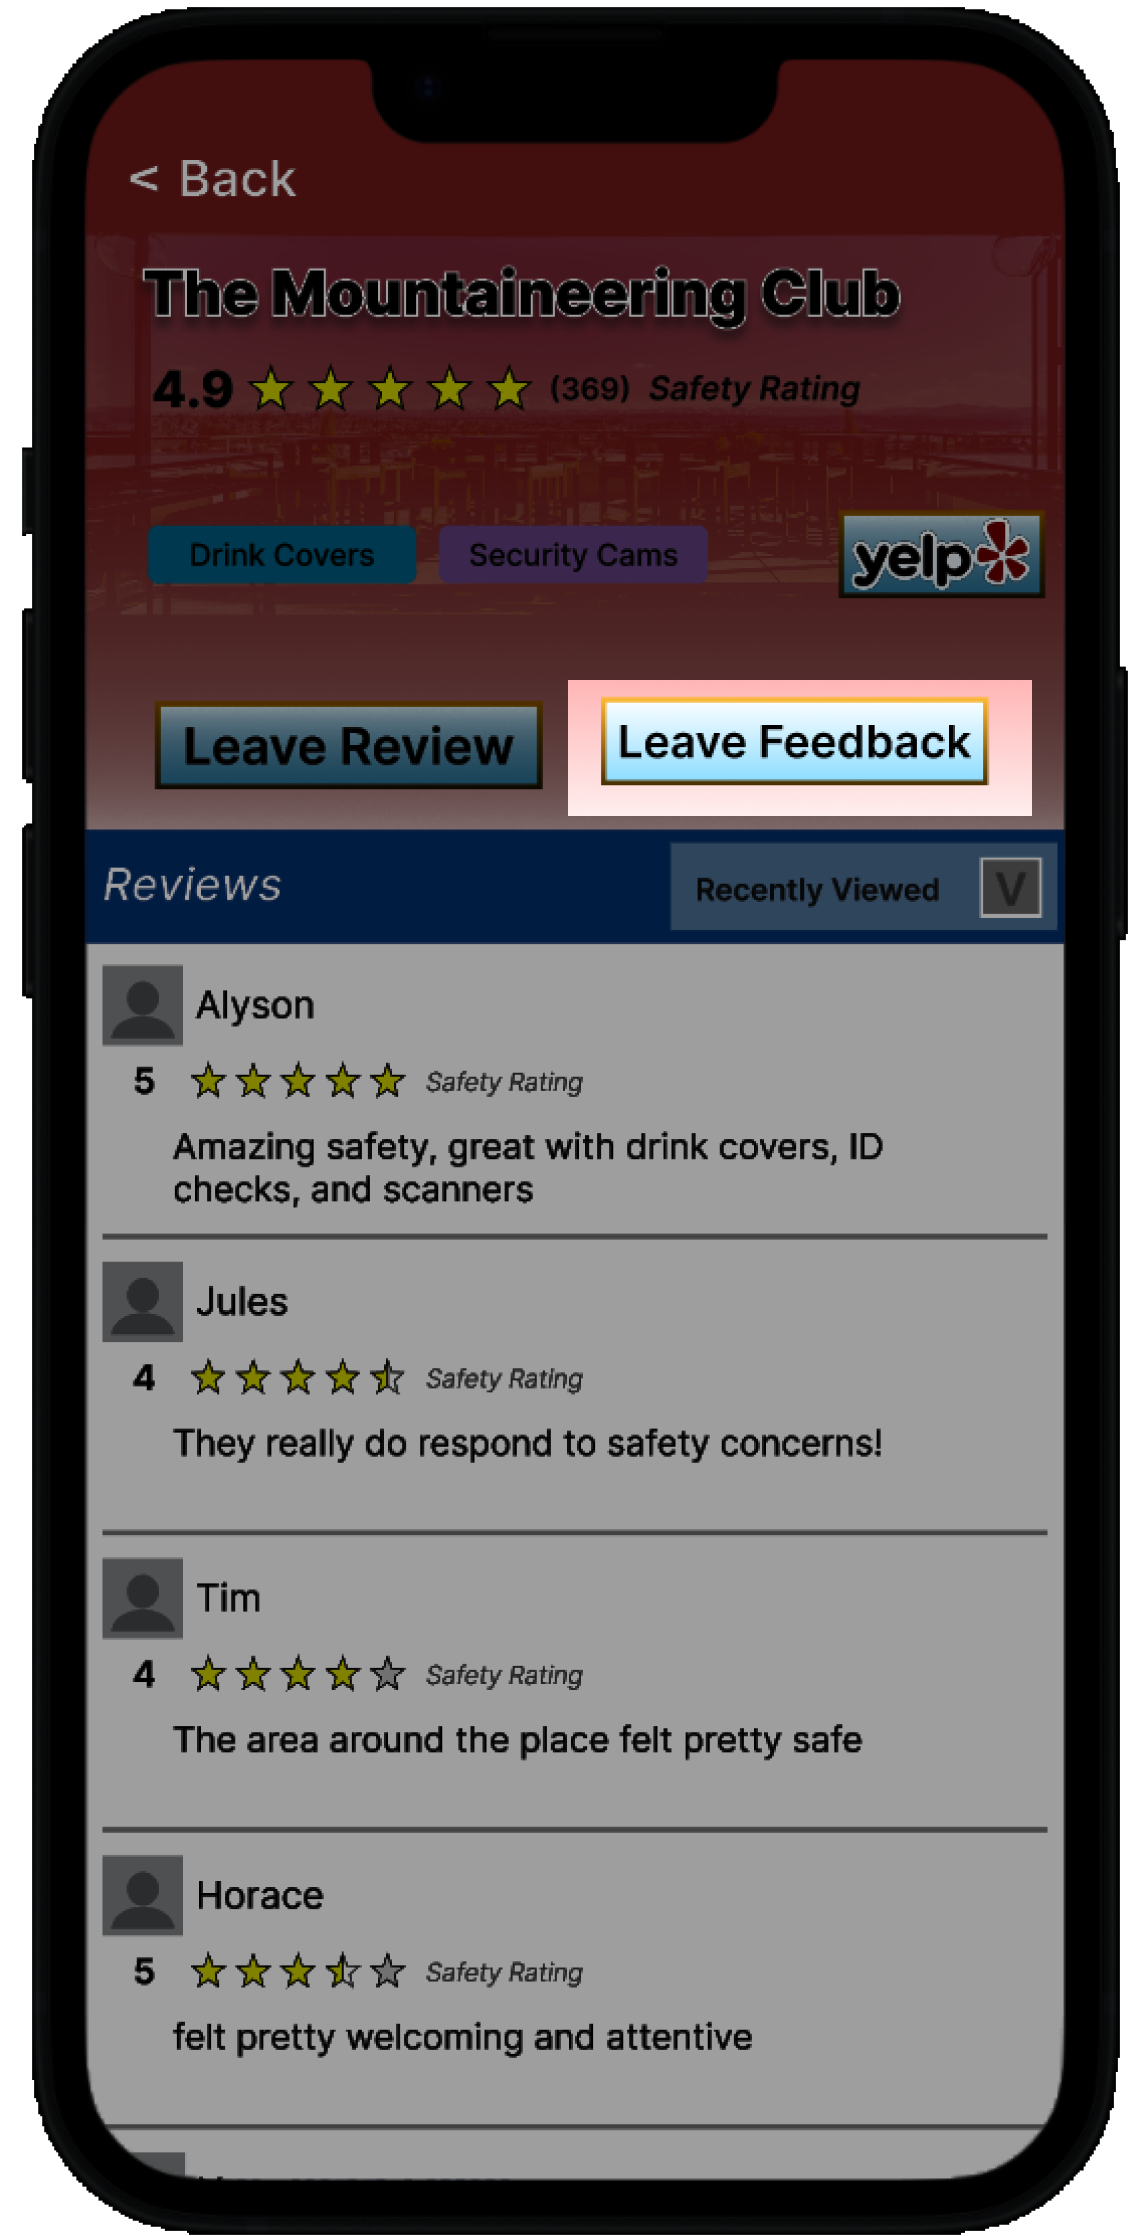 < Back
The Mountaineering Club
4.9 (369) Safety Rating
Drink Covers Security Cams yelp
Leave Review Leave Feedback
Reviews Recently Viewed V
Alyson
5 Safety Rating
Amazing safety, great with drink covers, ID
checks, and scanners
Jules
4 Safety Rating
They really do respond to safety concerns!
Tim
4 Safety Rating
The area around the place felt pretty safe
Horace
5 Safety Rating
felt pretty welcoming and attentive